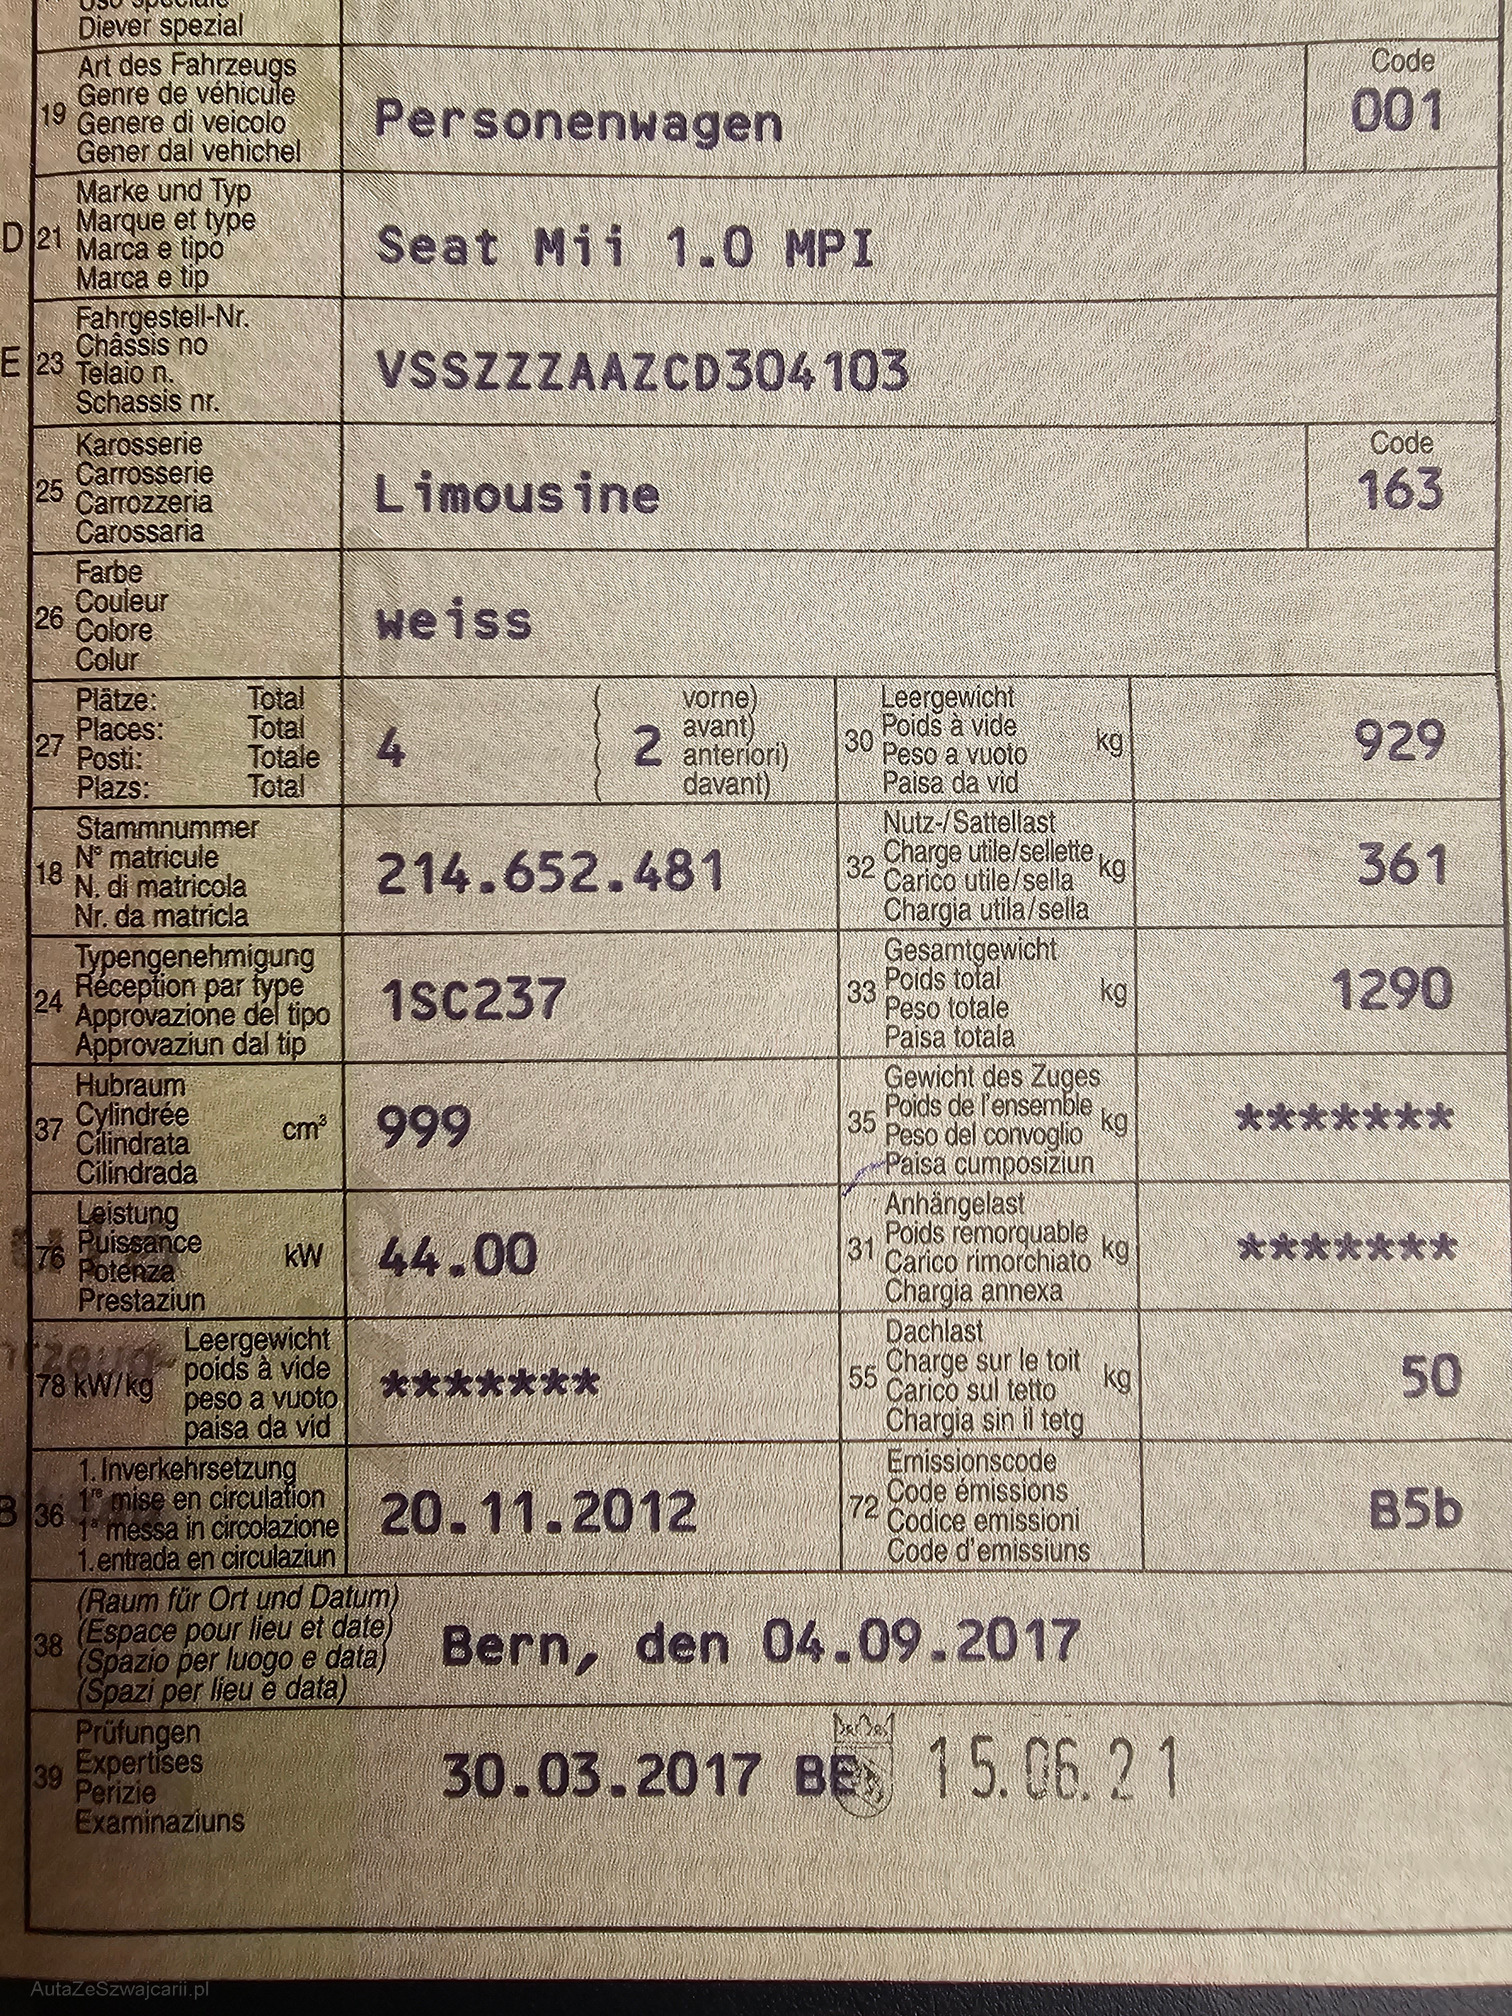 Uso speciale
Diever spezial
19
Art des Fahrzeugs
Genre de véhicule
Genere di veicolo
Gener dal vehichel
Personenwagen
Code
001
D 21
Marke und Typ
Marque et type
Marca e tipo
Marca e tip
Seat Mii 1.0 MPI
E 23
Fahrgestell-Nr.
Châssis no
Telaio n.
Schassis nr.
VSSZZZAAZCD304103
25
Karosserie
Carrosserie
Carrozzeria
Carossaria
Limousine
Code
163
26
Farbe
Couleur
Colore
Colur
weiss
27
Plätze: Total
Places: Total
Posti: Totale
Plazs: Total
4
2
vorne)
avant)
anteriori)
davant)
30
Leergewicht
Poids à vide
Peso a vuoto
Paisa da vid
kg
929
18
Stammnummer
N° matricule
N. di matricola
Nr. da matricla
214.652.481
32
Nutz-/Sattellast
Charge utile/sellette
Carico utile/sella
Chargia utila/sella
kg
361
24
Typengenehmigung
Réception par type
Approvazione del tipo
Approvaziun dal tip
1SC237
33
Gesamtgewicht
Poids total
Peso totale
Paisa totala
kg
1290
37
Hubraum
Cylindrée
Cilindrata
Cilindrada
cm³
999
35
Gewicht des Zuges
Poids de l'ensemble
Peso del convoglio
Paisa cumposiziun
kg
*******
76
Leistung
Puissance
Potenza
Prestaziun
kW
44.00
31
Anhängelast
Poids remorquable
Carico rimorchiato
Chargia annexa
kg
*******
78 kW/kg
Leergewicht
poids à vide
peso a vuoto
paisa da vid
*******
55
Dachlast
Charge sur le toit
Carico sul tetto
Chargia sin il tetg
kg
50
B 36
1. Inverkehrsetzung
1re mise en circulation
1a messa in circolazione
1. entrada en circulaziun
20.11.2012
72
Emissionscode
Code émissions
Codice emissioni
Code d'emissiuns
B5b
38
(Raum für Ort und Datum)
(Espace pour lieu et date)
(Spazio per luogo e data)
(Spazi per lieu e data)
Bern, den 04.09.2017
39
Prüfungen
Expertises
Perizie
Examinaziuns
30.03.2017 BE
15.06.21
AutaZeSzwajcarii.pl